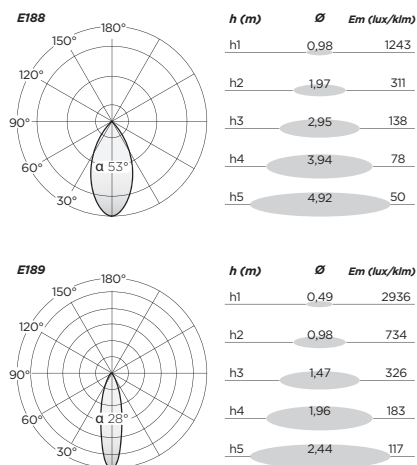 E188
180°
150°
120°
90°
60°
30°
α 53°
h (m) Ø Em (lux/klm)
h1 0,98 1243
h2 1,97 311
h3 2,95 138
h4 3,94 78
h5 4,92 50
E189
180°
150°
120°
90°
60°
30°
α 28°
h (m) Ø Em (lux/klm)
h1 0,49 2936
h2 0,98 734
h3 1,47 326
h4 1,96 183
h5 2,44 117